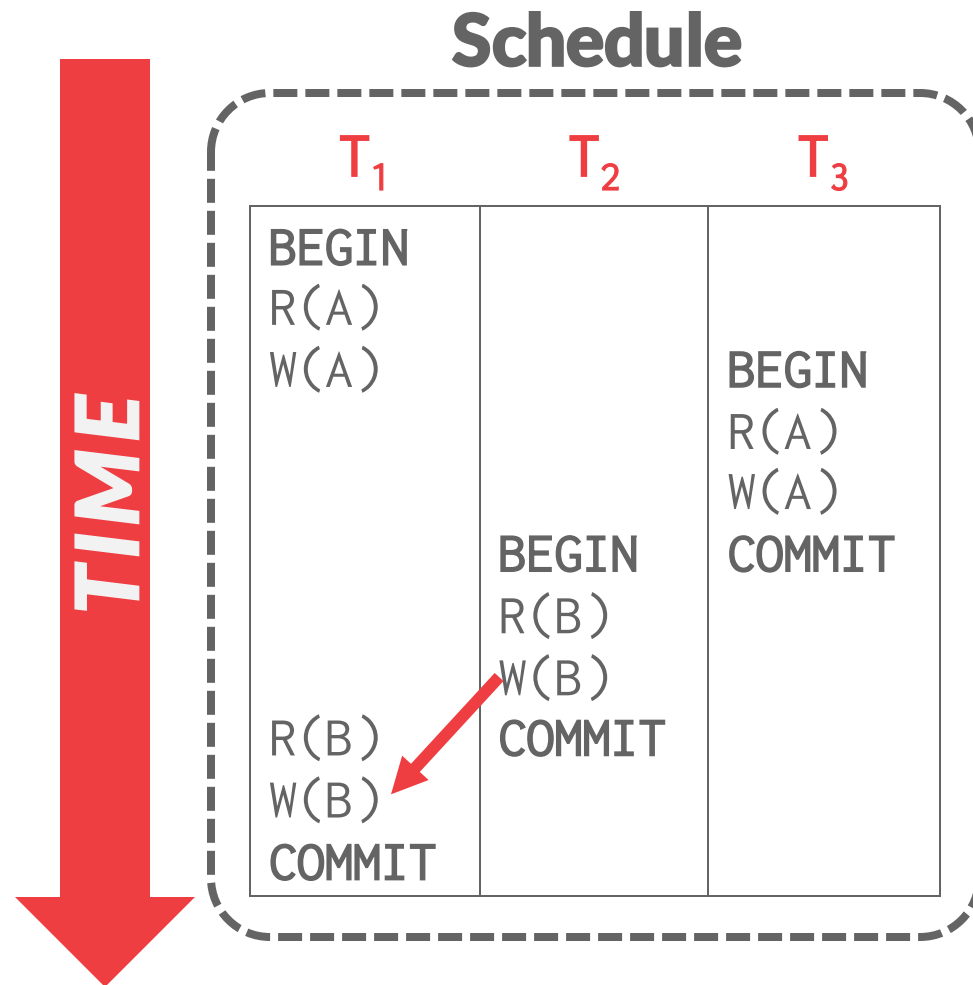 Schedule
TIME
T₁ T₂ T₃
BEGIN
R(A)
W(A) BEGIN
R(A)
W(A)
BEGIN COMMIT
R(B)
W(B)
R(B) COMMIT
W(B)
COMMIT